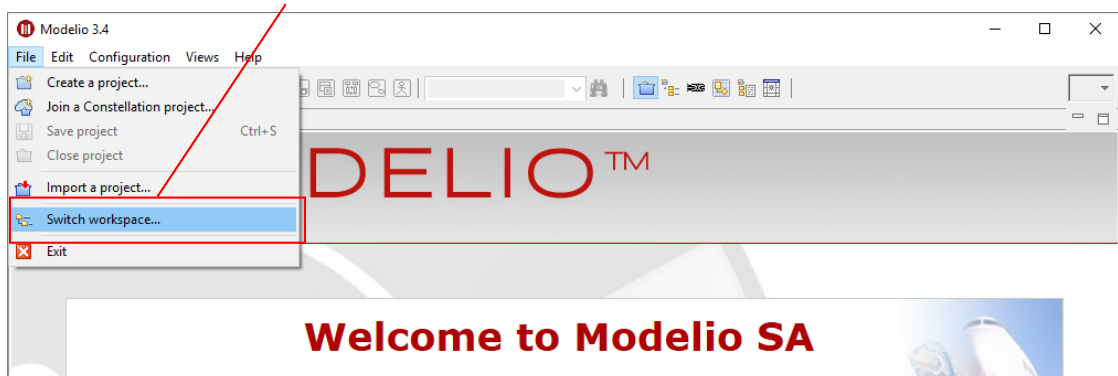 Modelio 3.4
File Edit Configuration Views Help
Create a project...
Join a Constellation project...
Save project Ctrl+S
Close project
Import a project...
Switch workspace...
Exit
DELIO™
Welcome to Modelio SA